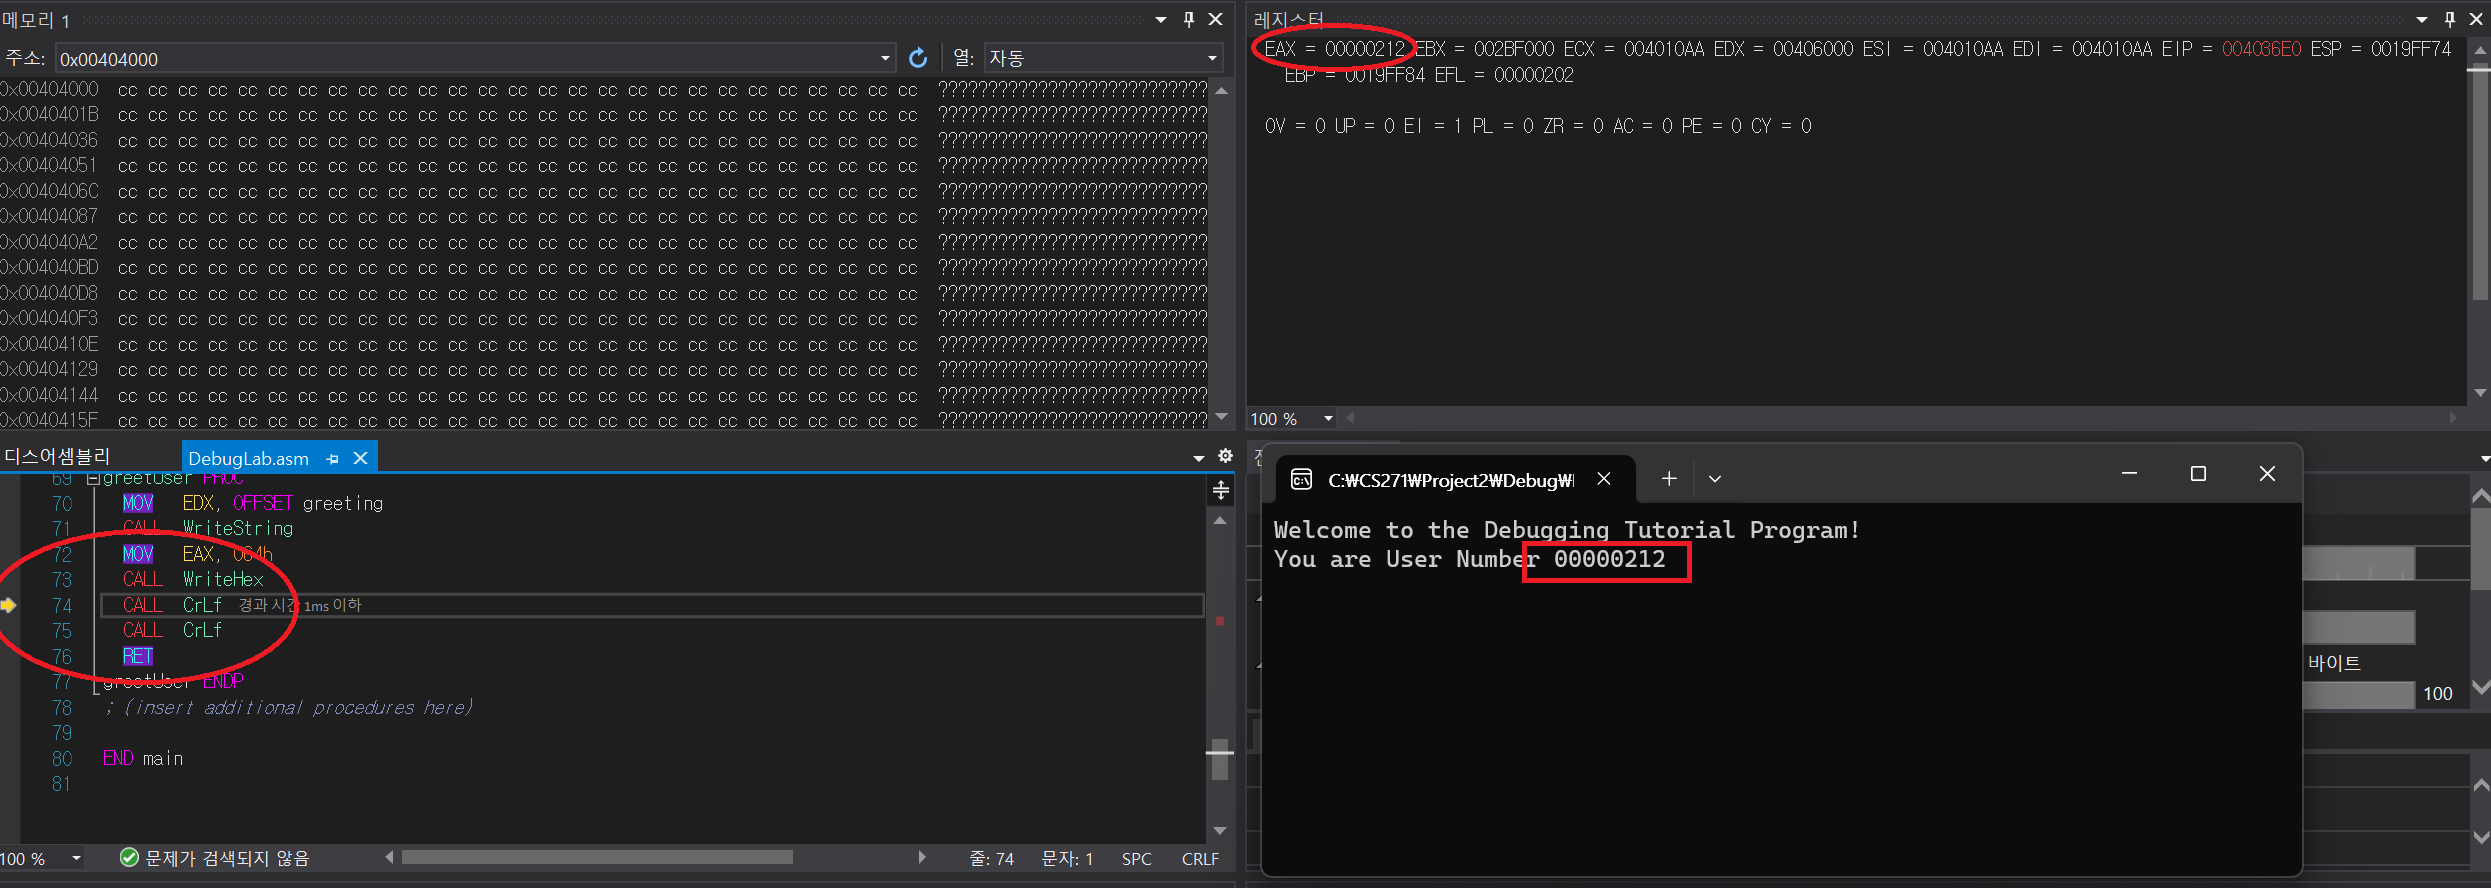 메모리 1
주소: 0x00404000 열: 자동
0x00404000 cc cc cc cc cc cc cc cc cc cc cc cc cc cc cc cc cc cc cc cc cc cc cc cc cc cc cc ???????????????????????????
0x0040401B cc cc cc cc cc cc cc cc cc cc cc cc cc cc cc cc cc cc cc cc cc cc cc cc cc cc cc ???????????????????????????
0x00404036 cc cc cc cc cc cc cc cc cc cc cc cc cc cc cc cc cc cc cc cc cc cc cc cc cc cc cc ???????????????????????????
0x00404051 cc cc cc cc cc cc cc cc cc cc cc cc cc cc cc cc cc cc cc cc cc cc cc cc cc cc cc ???????????????????????????
0x0040406C cc cc cc cc cc cc cc cc cc cc cc cc cc cc cc cc cc cc cc cc cc cc cc cc cc cc cc ???????????????????????????
0x00404087 cc cc cc cc cc cc cc cc cc cc cc cc cc cc cc cc cc cc cc cc cc cc cc cc cc cc cc ???????????????????????????
0x004040A2 cc cc cc cc cc cc cc cc cc cc cc cc cc cc cc cc cc cc cc cc cc cc cc cc cc cc cc ???????????????????????????
0x004040BD cc cc cc cc cc cc cc cc cc cc cc cc cc cc cc cc cc cc cc cc cc cc cc cc cc cc cc ???????????????????????????
0x004040D8 cc cc cc cc cc cc cc cc cc cc cc cc cc cc cc cc cc cc cc cc cc cc cc cc cc cc cc ???????????????????????????
0x004040F3 cc cc cc cc cc cc cc cc cc cc cc cc cc cc cc cc cc cc cc cc cc cc cc cc cc cc cc ???????????????????????????
0x0040410E cc cc cc cc cc cc cc cc cc cc cc cc cc cc cc cc cc cc cc cc cc cc cc cc cc cc cc ???????????????????????????
0x00404129 cc cc cc cc cc cc cc cc cc cc cc cc cc cc cc cc cc cc cc cc cc cc cc cc cc cc cc ???????????????????????????
0x00404144 cc cc cc cc cc cc cc cc cc cc cc cc cc cc cc cc cc cc cc cc cc cc cc cc cc cc cc ???????????????????????????
0x0040415F cc cc cc cc cc cc cc cc cc cc cc cc cc cc cc cc cc cc cc cc cc cc cc cc cc cc cc ???????????????????????????
레지스터
EAX = 00000212 EBX = 002BF000 ECX = 004010AA EDX = 00406000 ESI = 004010AA EDI = 004010AA EIP = 004036E0 ESP = 0019FF74
EBP = 0019FF84 EFL = 00000202
OV = 0 UP = 0 EI = 1 PL = 0 ZR = 0 AC = 0 PE = 0 CY = 0
100 %
디스어셈블리 DebugLab.asm
69 greetUser PROC
70 MOV EDX, OFFSET greeting
71 CALL WriteString
72 MOV EAX,
73 CALL WriteHex
74 CALL CrLf 경과 시간 1ms 이하
75 CALL CrLf
76 RET
77 greetUser ENDP
78 ; (insert additional procedures here)
79
80 END main
81
100 % 문제가 검색되지 않음 줄: 74 문자: 1 SPC CRLF
C:\CS271\Project2\Debug\
Welcome to the Debugging Tutorial Program!
You are User Number 00000212
바이트
100